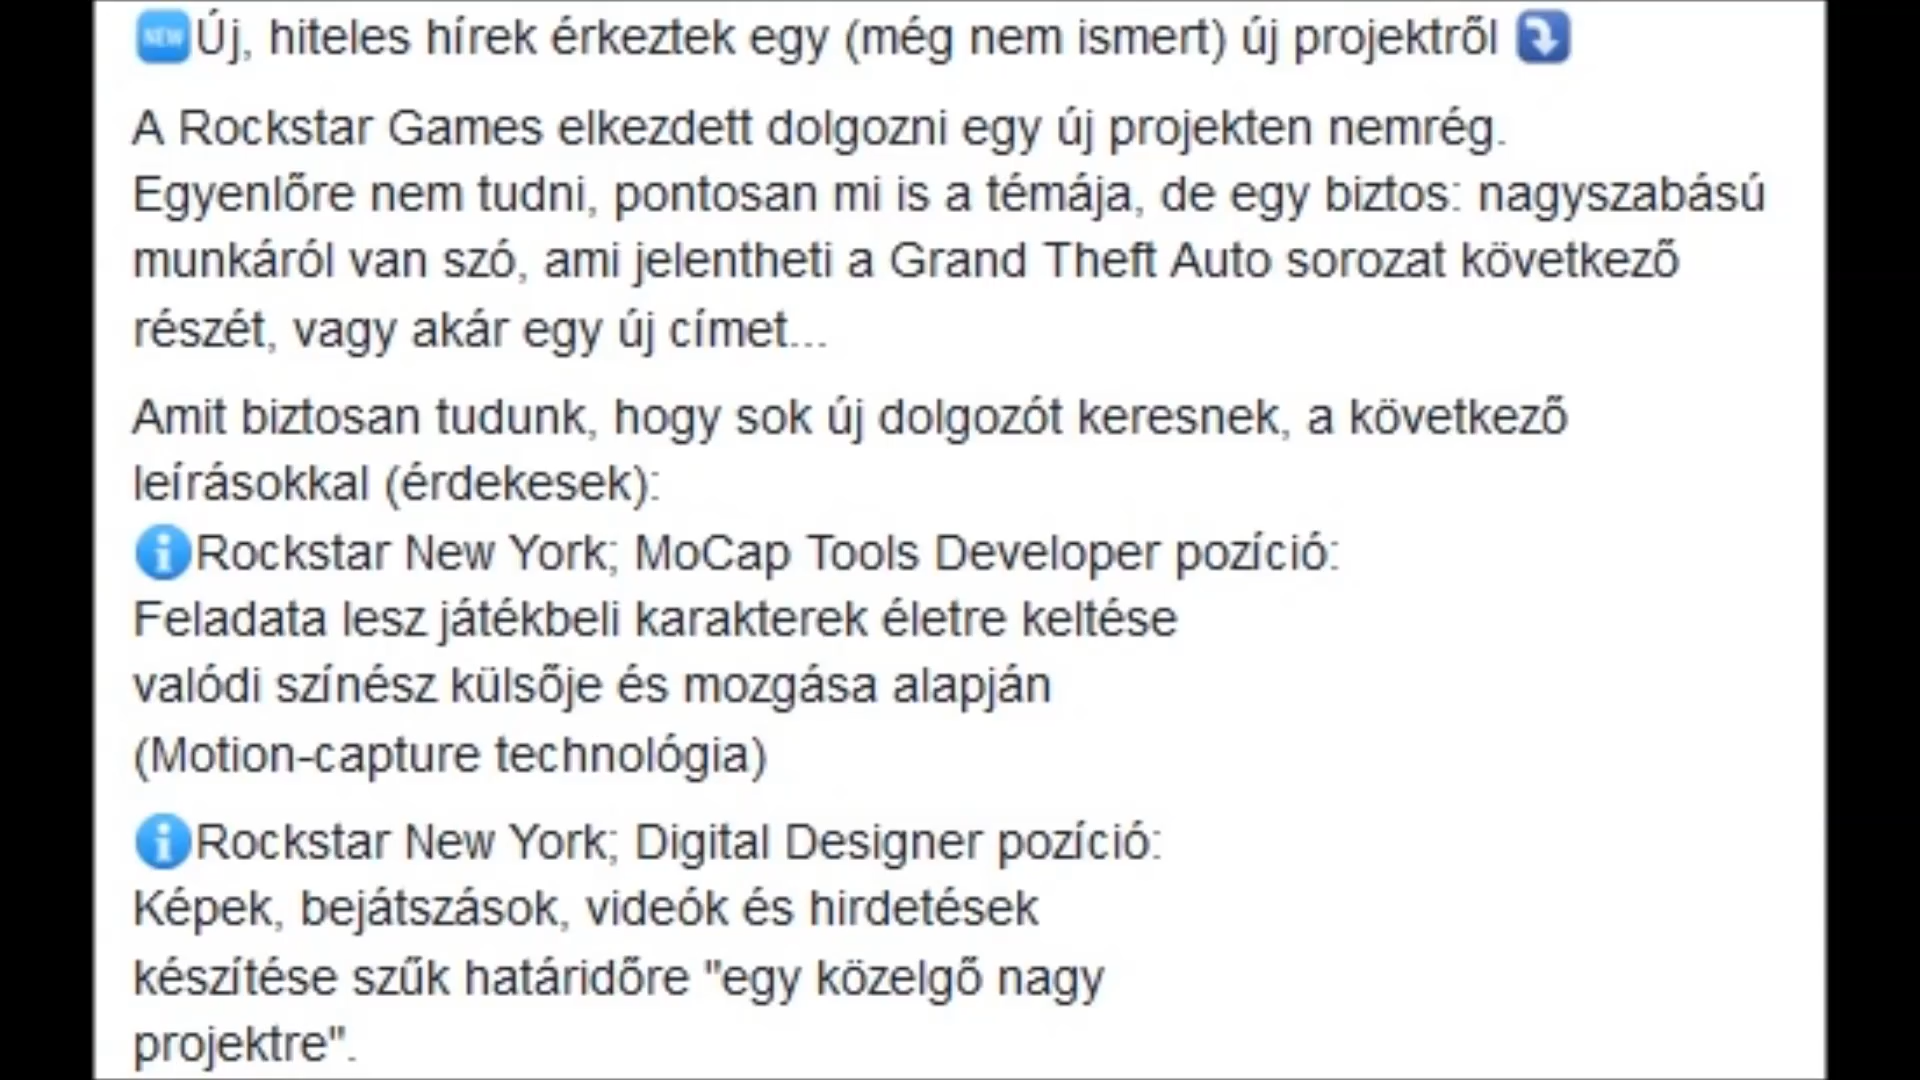 NEW Új, hiteles hírek érkeztek egy (még nem ismert) új projektről
A Rockstar Games elkezdett dolgozni egy új projekten nemrég.
Egyenlőre nem tudni, pontosan mi is a témája, de egy biztos: nagyszabású
munkáról van szó, ami jelentheti a Grand Theft Auto sorozat következő
részét, vagy akár egy új címet...
Amit biztosan tudunk, hogy sok új dolgozót keresnek, a következő
leírásokkal (érdekesek):
Rockstar New York; MoCap Tools Developer pozíció:
Feladata lesz játékbeli karakterek életre keltése
valódi színész külsője és mozgása alapján
(Motion-capture technológia)
Rockstar New York; Digital Designer pozíció:
Képek, bejátszások, videók és hirdetések
készítése szűk határidőre "egy közelgő nagy
projektre".